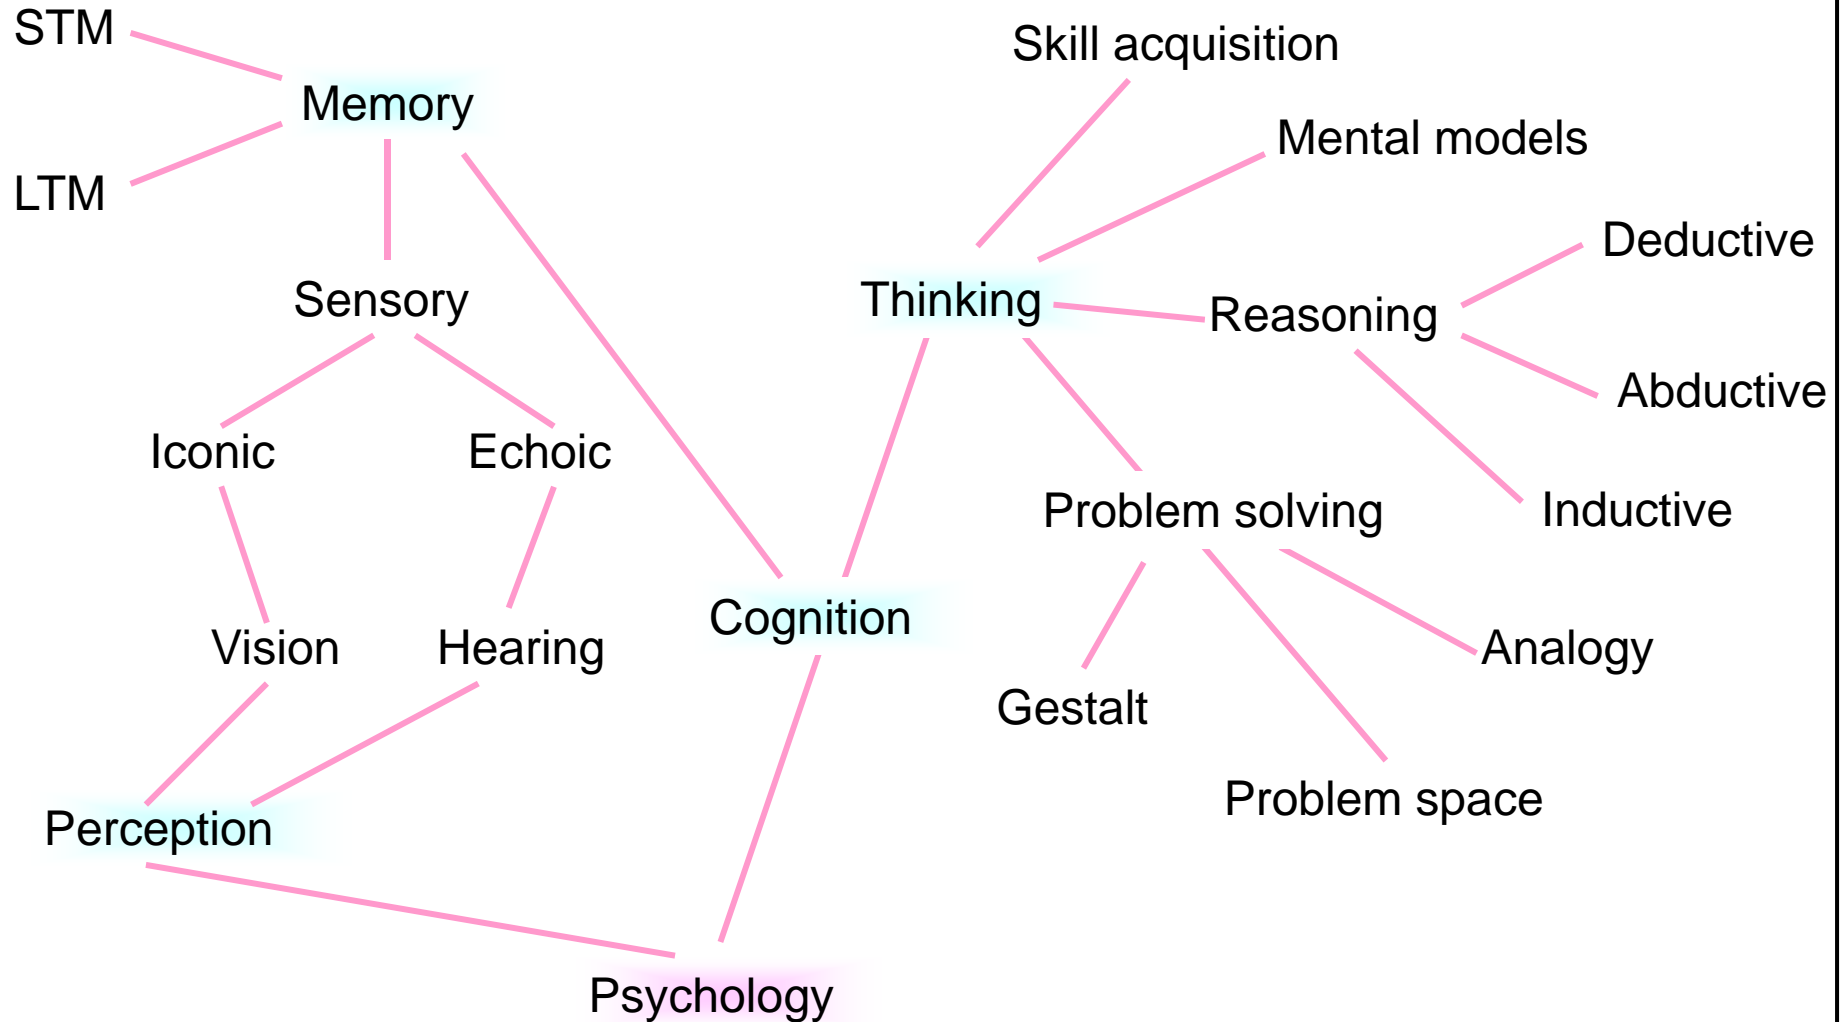 STM
Skill acquisition
Memory
Mental models
LTM
Deductive
Sensory
Thinking
Reasoning
Abductive
Iconic
Echoic
Problem solving
Inductive
Cognition
Vision
Hearing
Analogy
Gestalt
Problem space
Perception
Psychology